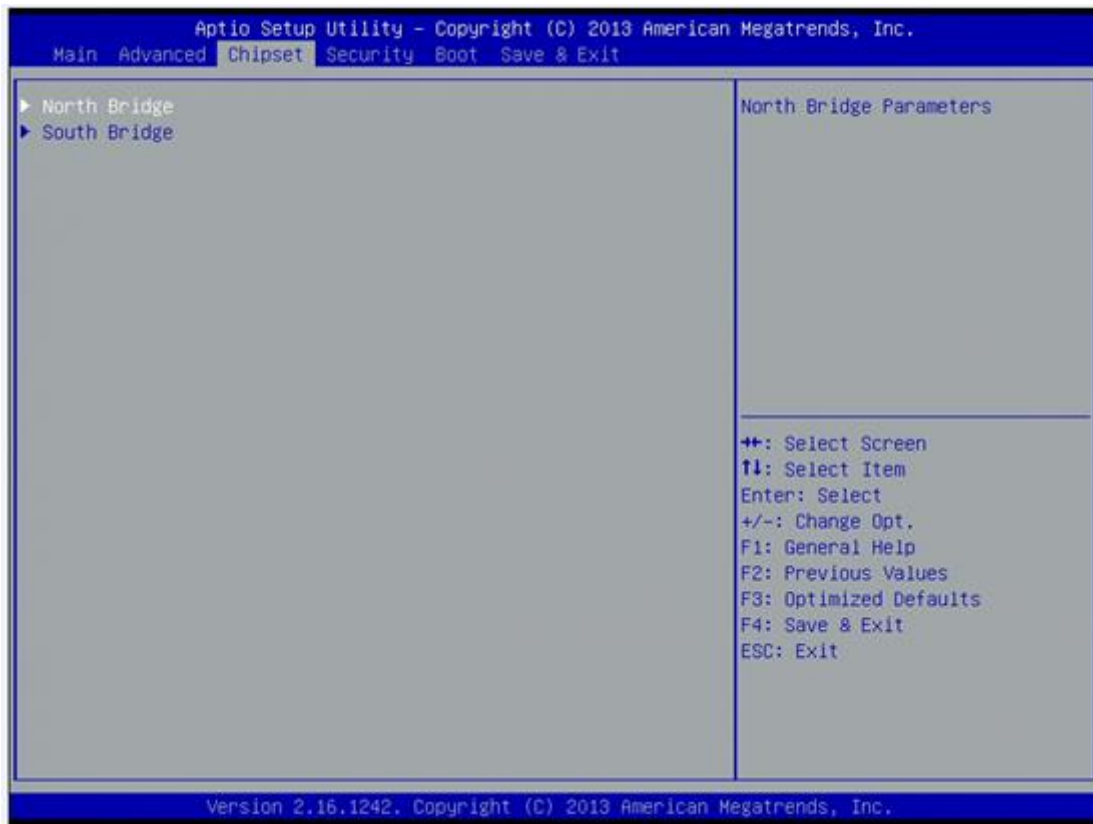 Aptio Setup Utility – Copyright (C) 2013 American Megatrends, Inc.
Main Advanced Chipset Security Boot Save & Exit
▶ North Bridge
▶ South Bridge
North Bridge Parameters
→←: Select Screen
↑↓: Select Item
Enter: Select
+/-: Change Opt.
F1: General Help
F2: Previous Values
F3: Optimized Defaults
F4: Save & Exit
ESC: Exit
Version 2.16.1242. Copyright (C) 2013 American Megatrends, Inc.